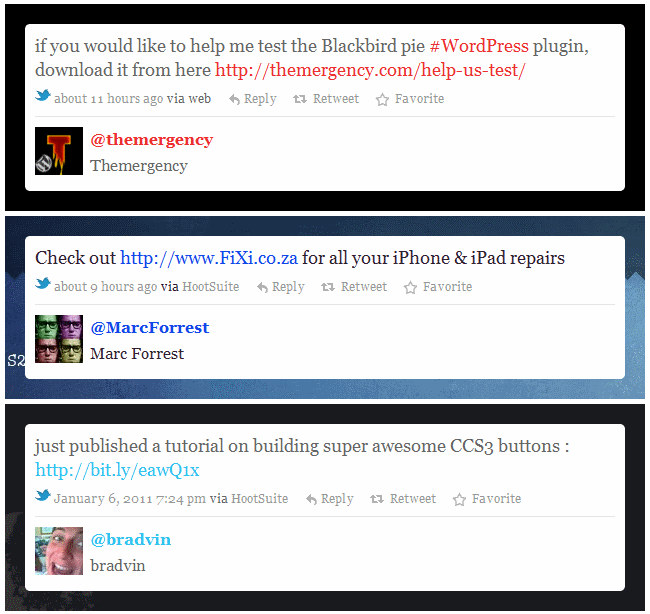 if you would like to help me test the Blackbird pie #WordPress plugin,
download it from here http://themergency.com/help-us-test/
about 11 hours ago via web Reply Retweet Favorite
T
@themergency
Themergency
Check out http://www.FiXi.co.za for all your iPhone & iPad repairs
about 9 hours ago via HootSuite Reply Retweet Favorite
@MarcForrest
S2
Marc Forrest
just published a tutorial on building super awesome CCS3 buttons :
http://bit.ly/eawQ1x
January 6, 2011 7:24 pm via HootSuite Reply Retweet Favorite
@bradvin
bradvin